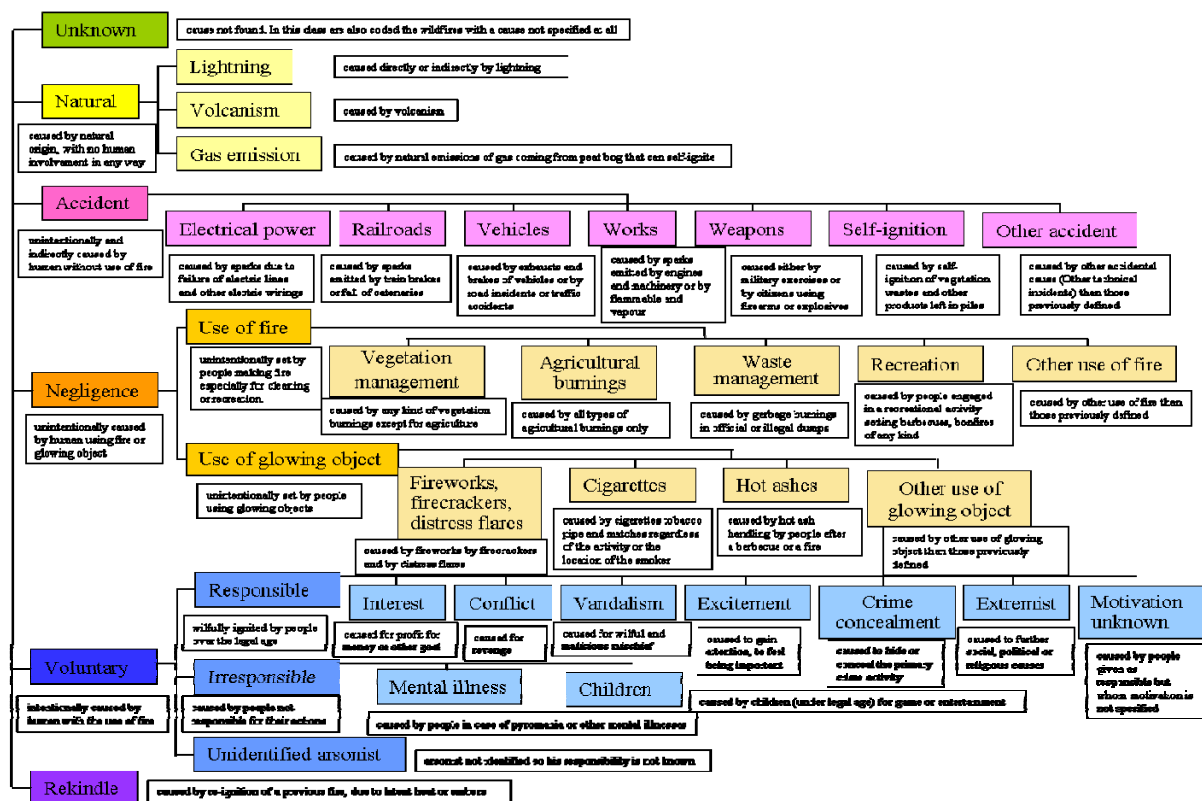 Unknown
cause not found. In this class are also coded the wildfires with a cause not specified at all
Natural
caused by natural
origin, with no human
involvement in any way
Lightning
caused directly or indirectly by lightning
Volcanism
caused by volcanism
Gas emission
caused by natural emissions of gas coming from peat bog that can self-ignite
Accident
unintentionally and
indirectly caused by
human without use of fire
Electrical power
caused by sparks due to
failure of electric lines
and other electric wirings
Railroads
caused by sparks
emitted by train brakes
or fall of catenaries
Vehicles
caused by exhausts and
brakes of vehicles or by
road incidents or traffic
accidents
Works
caused by sparks
emitted by engines
and machinery or by
flammable and
vapour
Weapons
caused either by
military exercises or
by citizens using
firearms or explosives
Self-ignition
caused by self-
ignition of vegetation
wastes and other
products left in piles
Other accident
caused by other accidental
cause (Other technical
incidents) than those
previously defined
Negligence
unintentionally caused
by human using fire or
glowing object
Use of fire
unintentionally set by
people making fire
especially for cleaning
or recreation.
Vegetation
management
caused by any kind of vegetation
burnings except for agriculture
Agricultural
burnings
caused by all types of
agricultural burnings only
Waste
management
caused by garbage burnings
in official or illegal dumps
Recreation
caused by people engaged
in a recreational activity
setting barbecues, bonfires
of any kind
Other use of fire
caused by other use of fire than
those previously defined
Use of glowing object
unintentionally set by people
using glowing objects
Fireworks,
firecrackers,
distress flares
caused by fireworks by firecrackers
and by distress flares
Cigarettes
caused by cigarettes tobacco
pipe and matches regardless
of the activity or the
location of the smoker
Hot ashes
caused by hot ash
handling by people after
a barbecue or a fire
Other use of
glowing object
caused by other use of glowing
object than those previously
defined
Voluntary
intentionally caused by
human with the use of fire
Responsible
wilfully ignited by people
over the legal age
Interest
caused for profit for
money or other goal
Conflict
caused for
revenge
Vandalism
caused for wilful and
malicious mischief
Excitement
caused to gain
attention, to feel
being important
Crime
concealment
caused to hide or
conceal the primary
crime activity
Extremist
caused to further
social, political or
religious causes
Motivation
unknown
caused by people
given as
responsible but
whom motivation is
not specified
Irresponsible
caused by people not
responsible for their actions
Mental illness
caused by people in case of pyromania or other mental illnesses
Children
caused by children (under legal age) for game or entertainment
Unidentified arsonist
arsonist not identified so his responsibility is not known
Rekindle
caused by re-ignition of a previous fire, due to latent heat or embers